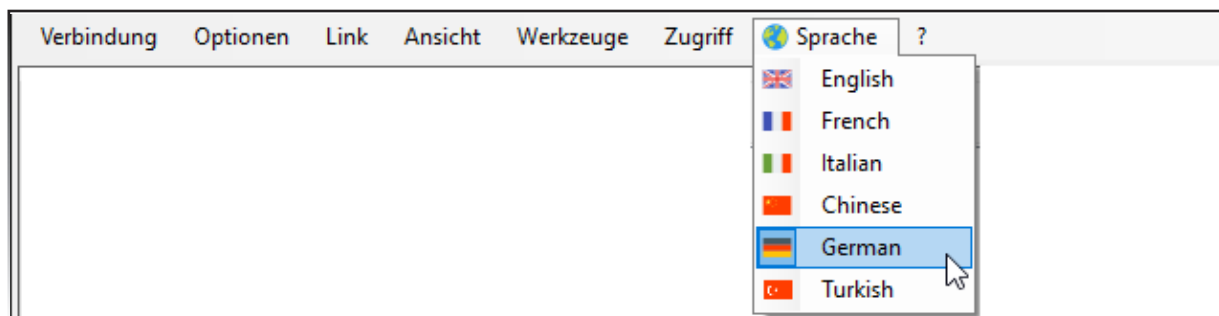 Verbindung Optionen Link Ansicht Werkzeuge Zugriff Sprache ?
English
French
Italian
Chinese
German
Turkish